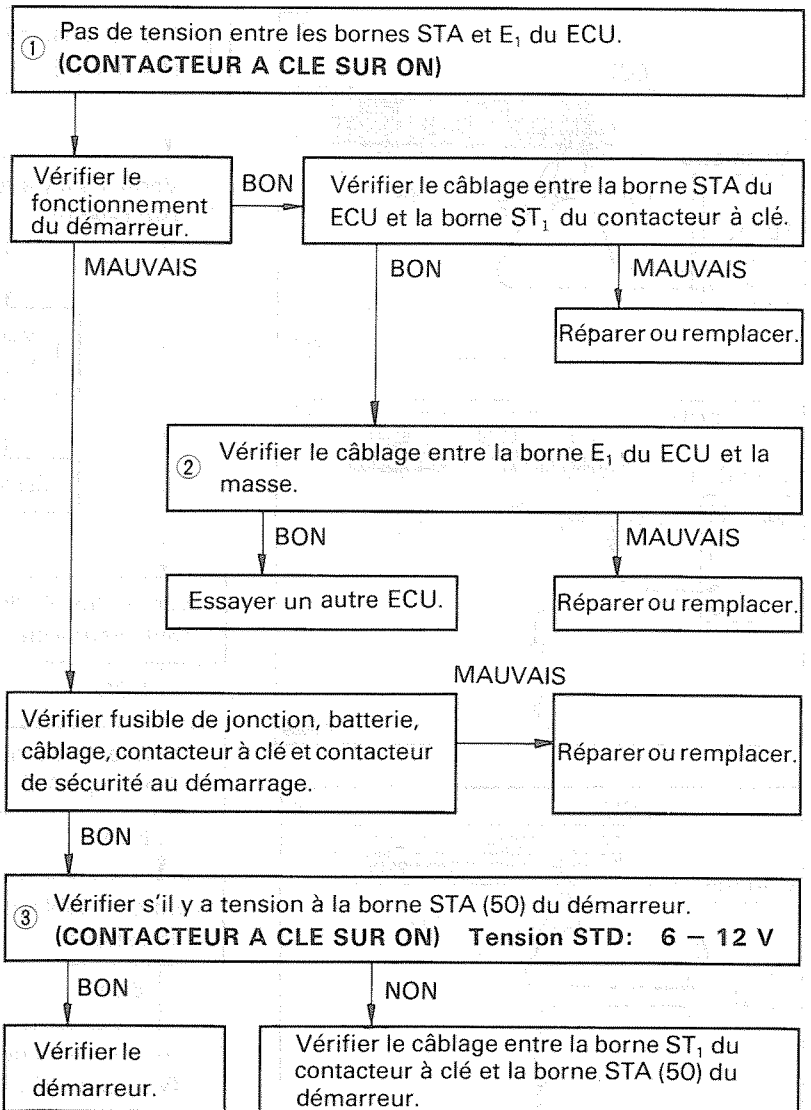 ① Pas de tension entre les bornes STA et E₁ du ECU.
(CONTACTEUR A CLE SUR ON)
Vérifier le
fonctionnement
du démarreur.
BON
Vérifier le câblage entre la borne STA du
ECU et la borne ST₁ du contacteur à clé.
MAUVAIS
BON
MAUVAIS
Réparer ou remplacer.
② Vérifier le câblage entre la borne E₁ du ECU et la
masse.
BON
MAUVAIS
Essayer un autre ECU.
Réparer ou remplacer.
MAUVAIS
Vérifier fusible de jonction, batterie,
câblage, contacteur à clé et contacteur
de sécurité au démarrage.
Réparer ou remplacer.
BON
③ Vérifier s'il y a tension à la borne STA (50) du démarreur.
(CONTACTEUR A CLE SUR ON) Tension STD: 6 – 12 V
BON
NON
Vérifier le
démarreur.
Vérifier le câblage entre la borne ST₁ du
contacteur à clé et la borne STA (50) du
démarreur.